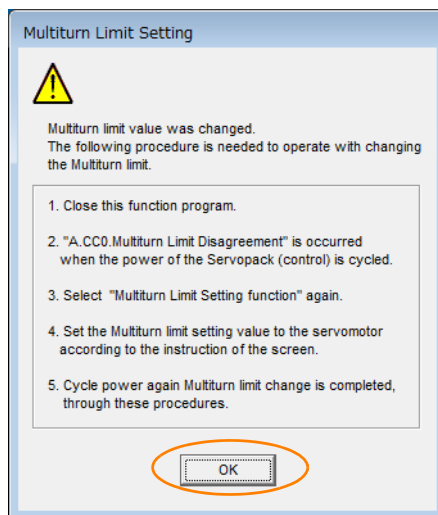 Multiturn Limit Setting
Multiturn limit value was changed.
The following procedure is needed to operate with changing
the Multiturn limit.
1. Close this function program.
2. "A.CC0.Multiturn Limit Disagreement" is occurred
when the power of the Servopack (control) is cycled.
3. Select "Multiturn Limit Setting function" again.
4. Set the Multiturn limit setting value to the servomotor
according to the instruction of the screen.
5. Cycle power again Multiturn limit change is completed,
through these procedures.
OK